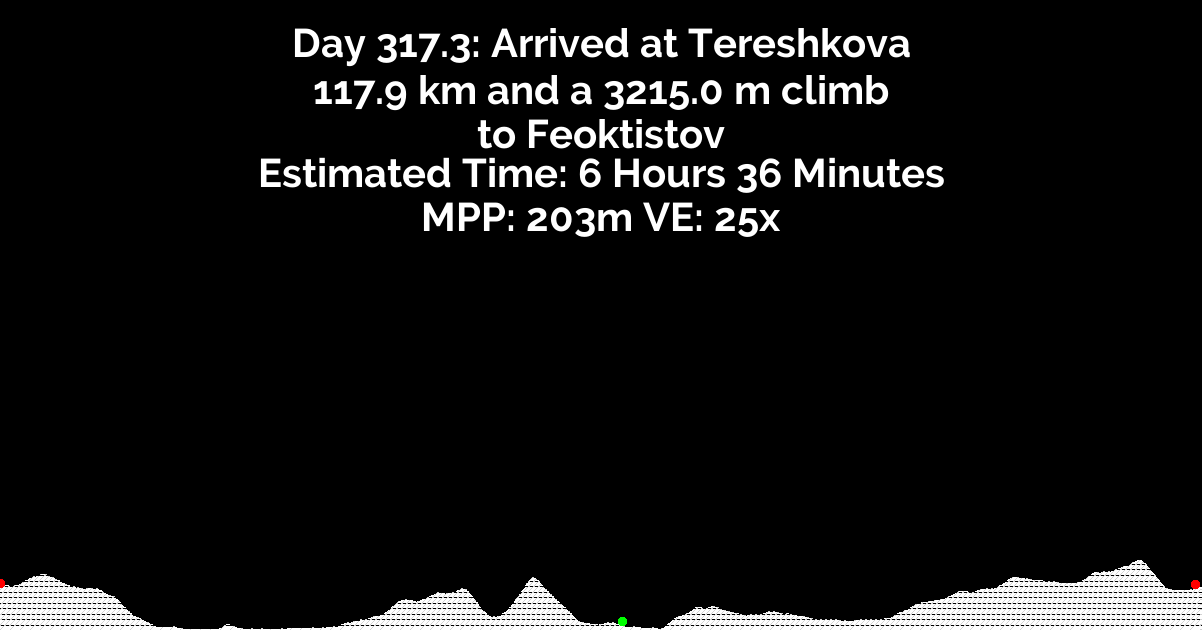 Day 317.3: Arrived at Tereshkova
117.9 km and a 3215.0 m climb
to Feoktistov
Estimated Time: 6 Hours 36 Minutes
MPP: 203m VE: 25x